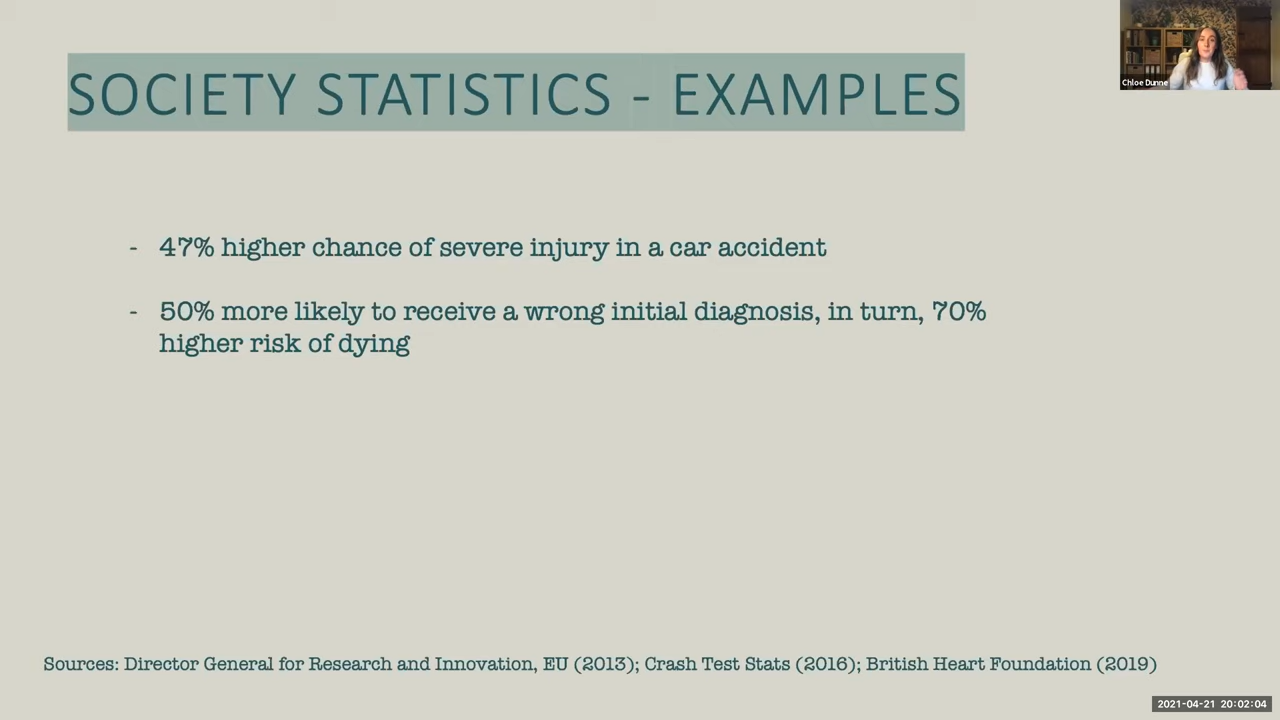 SOCIETY STATISTICS - EXAMPLES
Chloe Dunne
- 47% higher chance of severe injury in a car accident
- 50% more likely to receive a wrong initial diagnosis, in turn, 70%
higher risk of dying
Sources: Director General for Research and Innovation, EU (2013); Crash Test Stats (2016); British Heart Foundation (2019)
2021-04-21 20:02:04